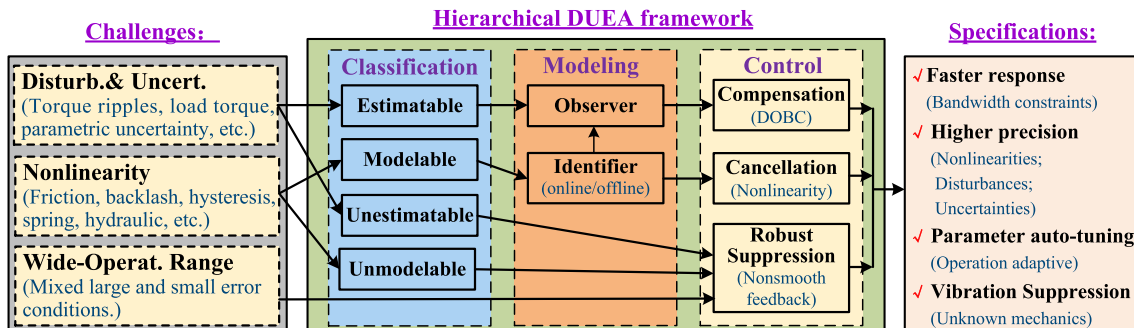 Challenges：
Disturb.& Uncert.
(Torque ripples, load torque,
parametric uncertainty, etc.)
Nonlinearity
(Friction, backlash, hysteresis,
spring, hydraulic, etc.)
Wide-Operat. Range
(Mixed large and small error
conditions.)
Hierarchical DUEA framework
Classification
Estimatable
Modelable
Unestimatable
Unmodelable
Modeling
Observer
Identifier
(online/offline)
Control
Compensation
(DOBC)
Cancellation
(Nonlinearity)
Robust
Suppression
(Nonsmooth
feedback)
Specifications:
√ Faster response
(Bandwidth constraints)
√ Higher precision
(Nonlinearities;
Disturbances;
Uncertainties)
√ Parameter auto-tuning
(Operation adaptive)
√ Vibration Suppression
(Unknown mechanics)